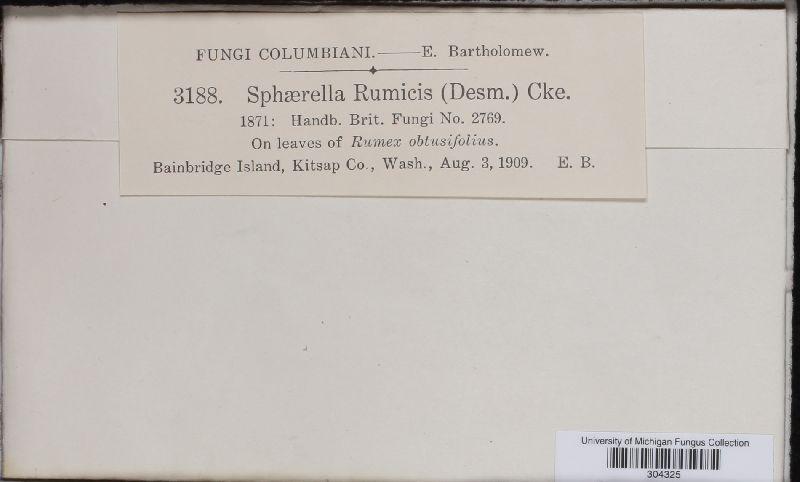 FUNGI COLUMBIANI.——E. Bartholomew.
3188. Sphærella Rumicis (Desm.) Cke.
1871: Handb. Brit. Fungi No. 2769.
On leaves of Rumex obtusifolius.
Bainbridge Island, Kitsap Co., Wash., Aug. 3, 1909. E. B.
University of Michigan Fungus Collection
304325